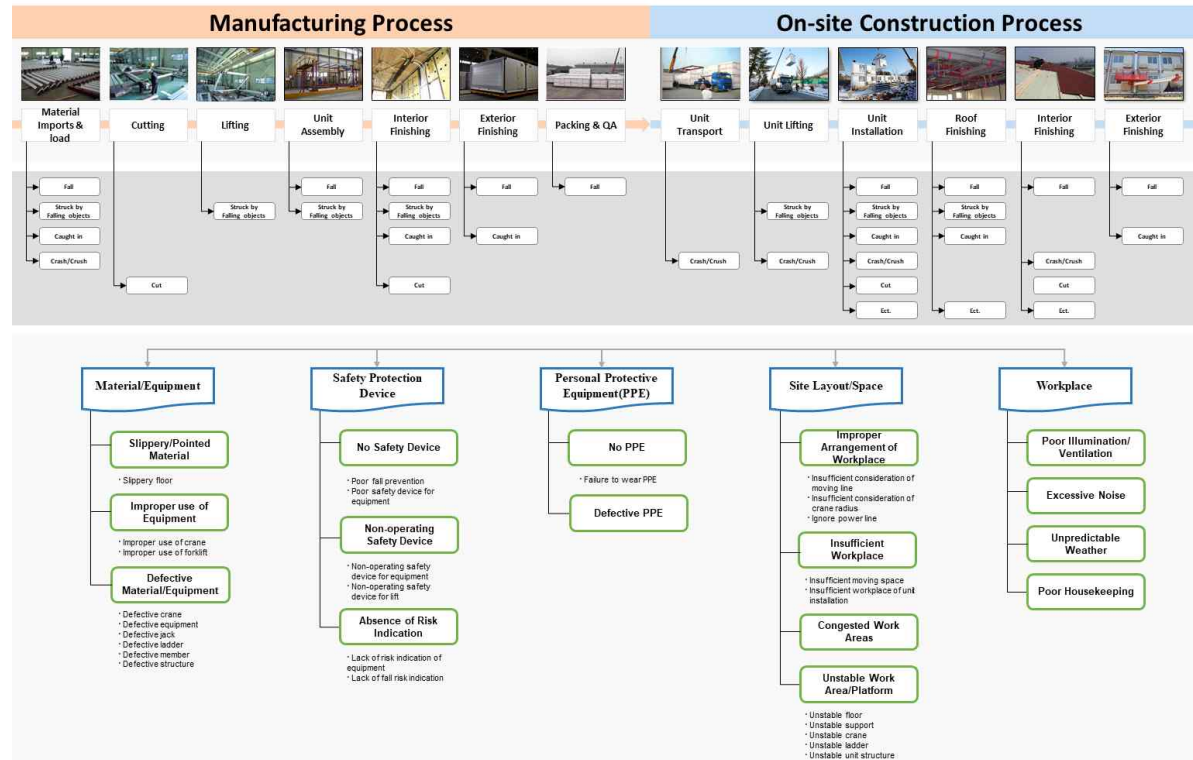 Manufacturing Process
On-site Construction Process
Material
Imports &
load
Cutting
Lifting
Unit
Assembly
Interior
Finishing
Exterior
Finishing
Packing & QA
Unit
Transport
Unit Lifting
Unit
Installation
Roof
Finishing
Interior
Finishing
Exterior
Finishing
Fall
Struck by
Falling objects
Caught in
Crash/Crush
Cut
Struck by
Falling objects
Fall
Struck by
Falling objects
Fall
Struck by
Falling objects
Caught in
Cut
Fall
Caught in
Fall
Crash/Crush
Struck by
Falling objects
Crash/Crush
Fall
Struck by
Falling objects
Caught in
Crash/Crush
Cut
Ect.
Fall
Struck by
Falling objects
Caught in
Ect.
Fall
Crash/Crush
Cut
Ect.
Fall
Caught in
Material/Equipment
Slippery/Pointed
Material
· Slippery floor
Improper use of
Equipment
· Improper use of crane
· Improper use of forklift
Defective
Material/Equipment
· Defective crane
· Defective equipment
· Defective jack
· Defective ladder
· Defective member
· Defective structure
Safety Protection
Device
No Safety Device
· Poor fall prevention
· Poor safety device for
equipment
Non-operating
Safety Device
· Non-operating safety
device for equipment
· Non-operating safety
device for lift
Absence of Risk
Indication
· Lack of risk indication of
equipment
· Lack of fall risk indication
Personal Protective
Equipment(PPE)
No PPE
· Failure to wear PPE
Defective PPE
Site Layout/Space
Improper
Arrangement of
Workplace
· Insufficient consideration of
moving line
· Insufficient consideration of
crane radius
· Ignore power line
Insufficient
Workplace
· Insufficient moving space
· Insufficient workplace of unit
installation
Congested Work
Areas
Unstable Work
Area/Platform
· Unstable floor
· Unstable support
· Unstable crane
· Unstable ladder
· Unstable unit structure
Workplace
Poor Illumination/
Ventilation
Excessive Noise
Unpredictable
Weather
Poor Housekeeping